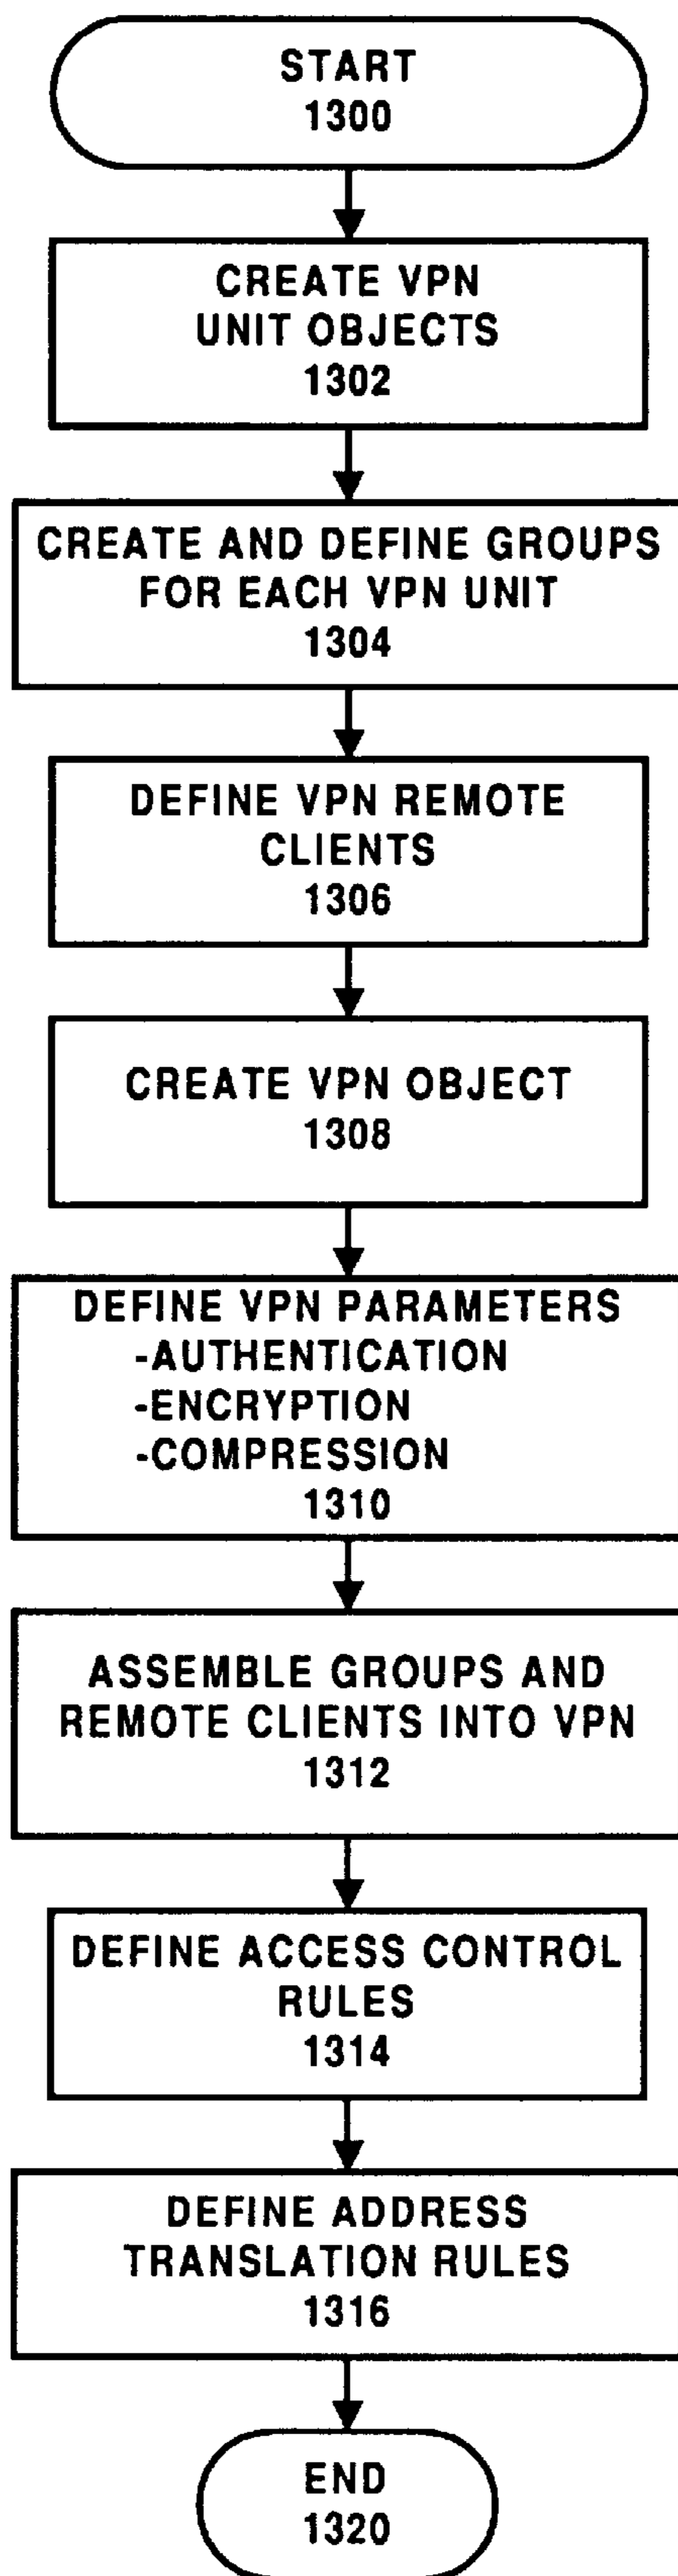 START
1300
CREATE VPN
UNIT OBJECTS
1302
CREATE AND DEFINE GROUPS
FOR EACH VPN UNIT
1304
DEFINE VPN REMOTE
CLIENTS
1306
CREATE VPN OBJECT
1308
DEFINE VPN PARAMETERS
-AUTHENTICATION
-ENCRYPTION
-COMPRESSION
1310
ASSEMBLE GROUPS AND
REMOTE CLIENTS INTO VPN
1312
DEFINE ACCESS CONTROL
RULES
1314
DEFINE ADDRESS
TRANSLATION RULES
1316
END
1320